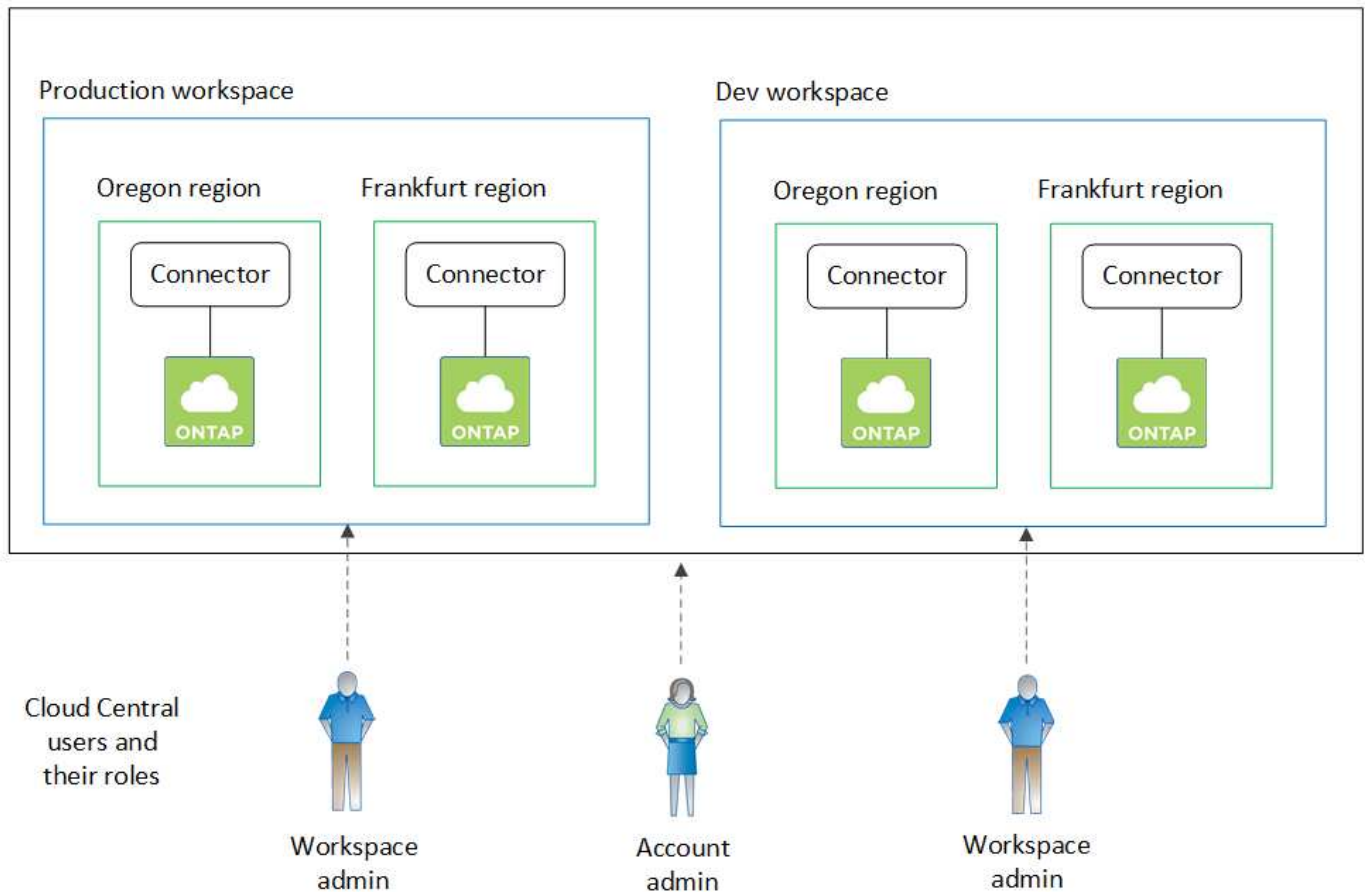 Production workspace
Dev workspace
Oregon region
Frankfurt region
Oregon region
Frankfurt region
Connector
Connector
Connector
Connector
ONTAP
ONTAP
ONTAP
ONTAP
Cloud Central
users and
their roles
Workspace
admin
Account
admin
Workspace
admin